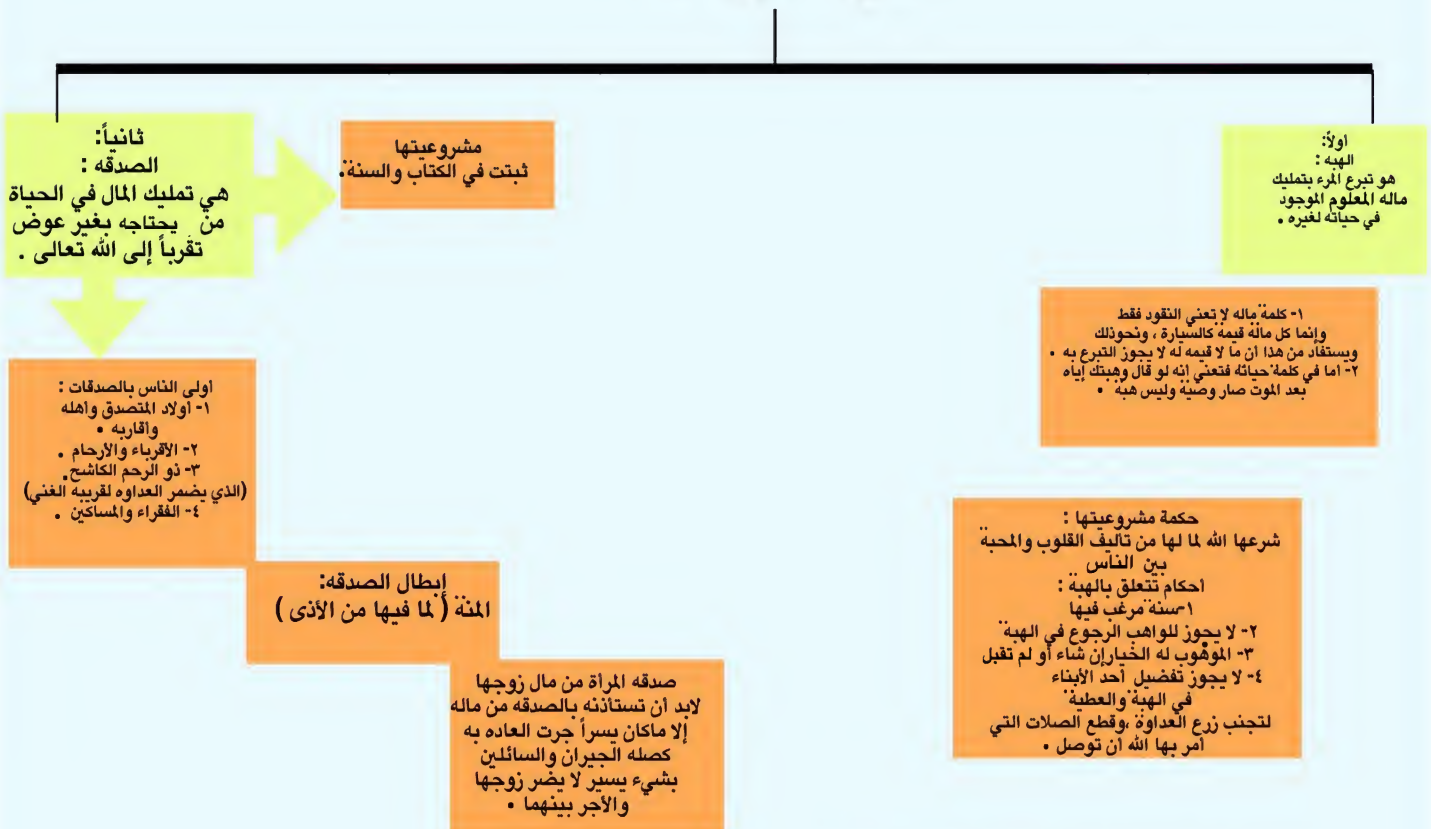 اولاً:
الهبه :
هو تبرع المرء بتمليك
ماله المعلوم الموجود
في حياته لغيره .
١- كلمة ماله لا تعني النقود فقط
وإنما كل ماله قيمة كالسيارة ، ونحوذلك
ويستفاد من هذا أن ما لا قيمه له لا يجوز التبرع به .
٢- اما في كلمة حياته فتعني انه لو قال وهبتك إياه
بعد الموت صار وصية وليس هبة .
حكمة مشروعيتها :
شرعها الله لما لها من تأليف القلوب والمحبة
بين الناس
أحكام تتعلق بالهبة :
١-سنة مرغب فيها
٢- لا يجوز للواهب الرجوع في الهبة
٣- الموهوب له الخيارإن شاء أو لم تقبل
٤- لا يجوز تفضيل أحد الأبناء
في الهبة والعطية
لتجنب زرع العداوة ،وقطع الصلات التي
أمر بها الله أن توصل .
ثانياً:
الصدقه :
هي تمليك المال في الحياة
من يحتاجه بغير عوض
تقرباً إلى الله تعالى .
مشروعيتها
ثبتت في الكتاب والسنة.
اولى الناس بالصدقات :
١- أولاد المتصدق وأهله
وأقاربه .
٢- الأقرباء والأرحام .
٣- ذو الرحم الكاشح.
(الذي يضمر العداوه لقريبه الغني)
٤- الفقراء والمساكين .
إبطال الصدقه:
المنة ( لما فيها من الأذى )
صدقه المرأة من مال زوجها
لابد أن تستأذنه بالصدقه من ماله
إلا ماكان يسراً جرت العاده به
كصله الجيران والسائلين
بشيء يسير لا يضر زوجها
والأجر بينهما .